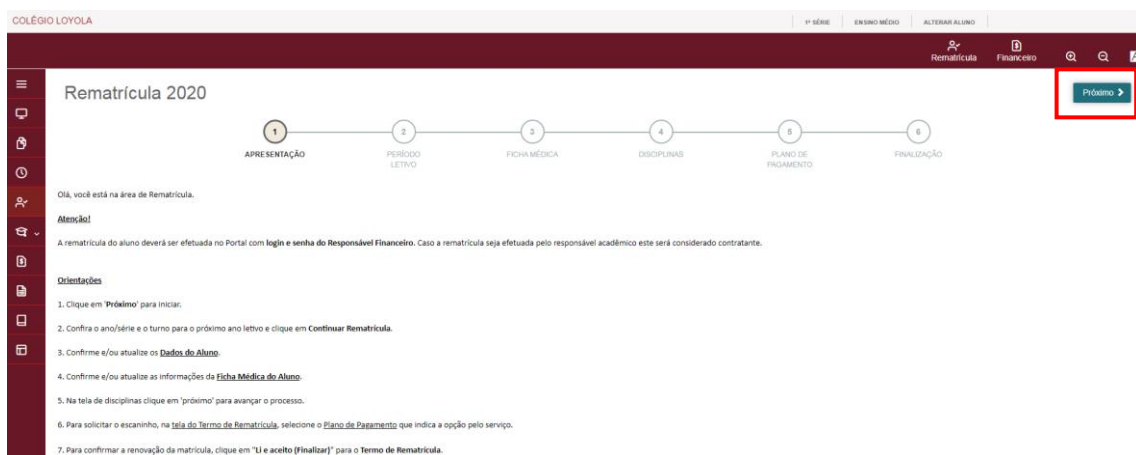 COLÉGIO LOYOLA
1ª SÉRIE ENSINO MÉDIO ALTERAR ALUNO
Rematrícula Financeiro
Rematrícula 2020
Próximo
1 2 3 4 5 6
APRESENTAÇÃO PERÍODO LETIVO FICHA MÉDICA DISCIPLINAS PLANO DE PAGAMENTO FINALIZAÇÃO
Olá, você está na área de Rematrícula.
Atenção!
A rematrícula do aluno deverá ser efetuada no Portal com login e senha do Responsável Financeiro. Caso a rematrícula seja efetuada pelo responsável acadêmico este será considerado contratante.
Orientações
1. Clique em 'Próximo' para iniciar.
2. Confira o ano/série e o turno para o próximo ano letivo e clique em Continuar Rematrícula.
3. Confirme e/ou atualize os Dados do Aluno.
4. Confirme e/ou atualize as informações da Ficha Médica do Aluno.
5. Na tela de disciplinas clique em 'próximo' para avançar o processo.
6. Para solicitar o escaninho, na tela do Termo de Rematrícula, selecione o Plano de Pagamento que indica a opção pelo serviço.
7. Para confirmar a renovação da matrícula, clique em "Li e aceito (Finalizar)" para o Termo de Rematrícula.